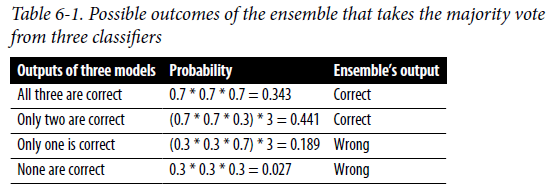 Table 6-1. Possible outcomes of the ensemble that takes the majority vote
from three classifiers
Outputs of three models Probability Ensemble's output
All three are correct 0.7 * 0.7 * 0.7 = 0.343 Correct
Only two are correct (0.7 * 0.7 * 0.3) * 3 = 0.441 Correct
Only one is correct (0.3 * 0.3 * 0.7) * 3 = 0.189 Wrong
None are correct 0.3 * 0.3 * 0.3 = 0.027 Wrong